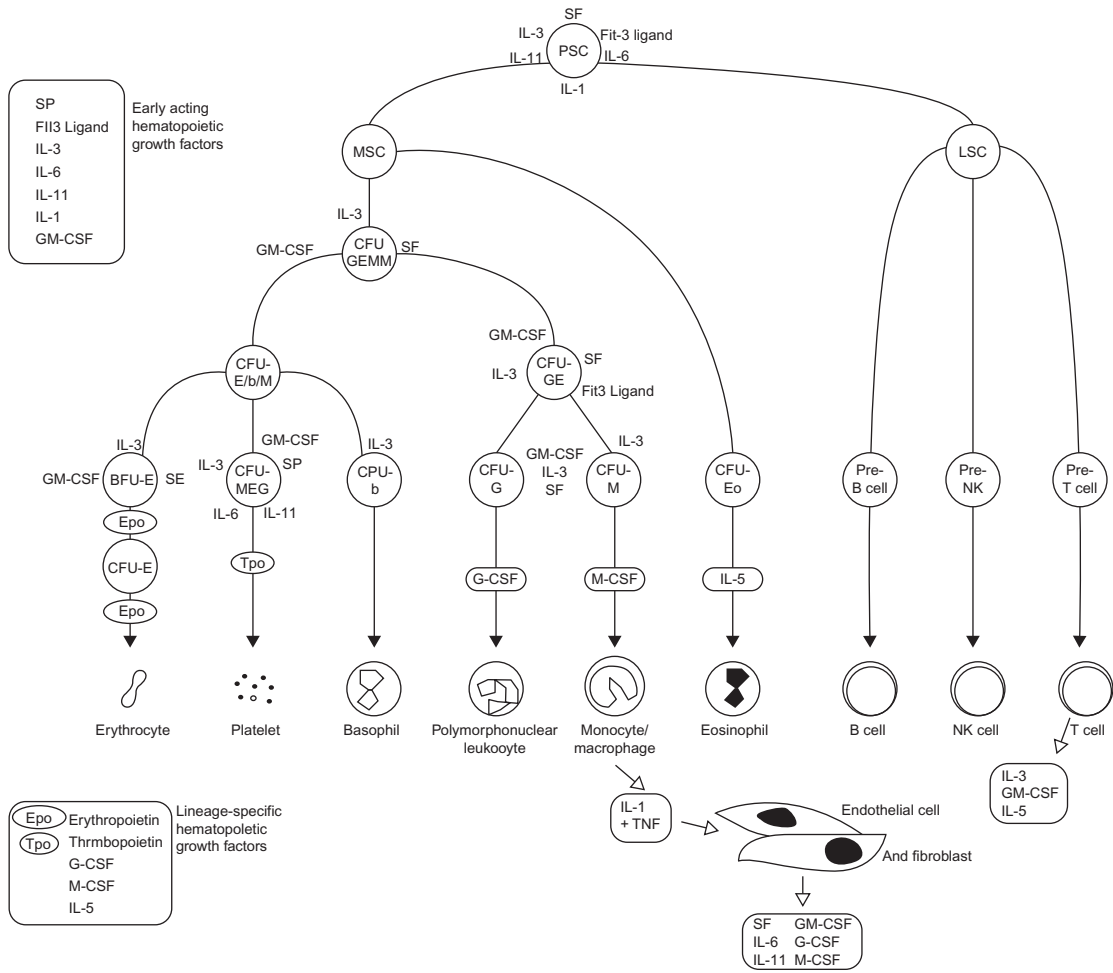 SF
IL-3
Fit-3 ligand
PSC
IL-11
IL-6
IL-1
SP
FII3 Ligand
IL-3
IL-6
IL-11
IL-1
GM-CSF
Early acting
hematopoietic
growth factors
MSC
LSC
IL-3
GM-CSF
CFU
GEMM
SF
GM-CSF
CFU-
E/b/M
IL-3
CFU-
GE
SF
Fit3 Ligand
IL-3
GM-CSF
BFU-E
SE
GM-CSF
IL-3
CFU-
MEG
SP
IL-6
IL-11
IL-3
CPU-
b
CFU-
G
GM-CSF
IL-3
SF
IL-3
CFU-
M
CFU-
Eo
Pre-
B cell
Pre-
NK
Pre-
T cell
Epo
CFU-E
Epo
Tpo
G-CSF
M-CSF
IL-5
Erythrocyte
Platelet
Basophil
Polymorphonuclear
leukooyte
Monocyte/
macrophage
Eosinophil
B cell
NK cell
T cell
IL-3
GM-CSF
IL-5
Epo Erythropoietin
Tpo Thrmbopoietin
G-CSF
M-CSF
IL-5
Lineage-specific
hematopoletic
growth factors
IL-1
+ TNF
Endothelial cell
And fibroblast
SF GM-CSF
IL-6 G-CSF
IL-11 M-CSF